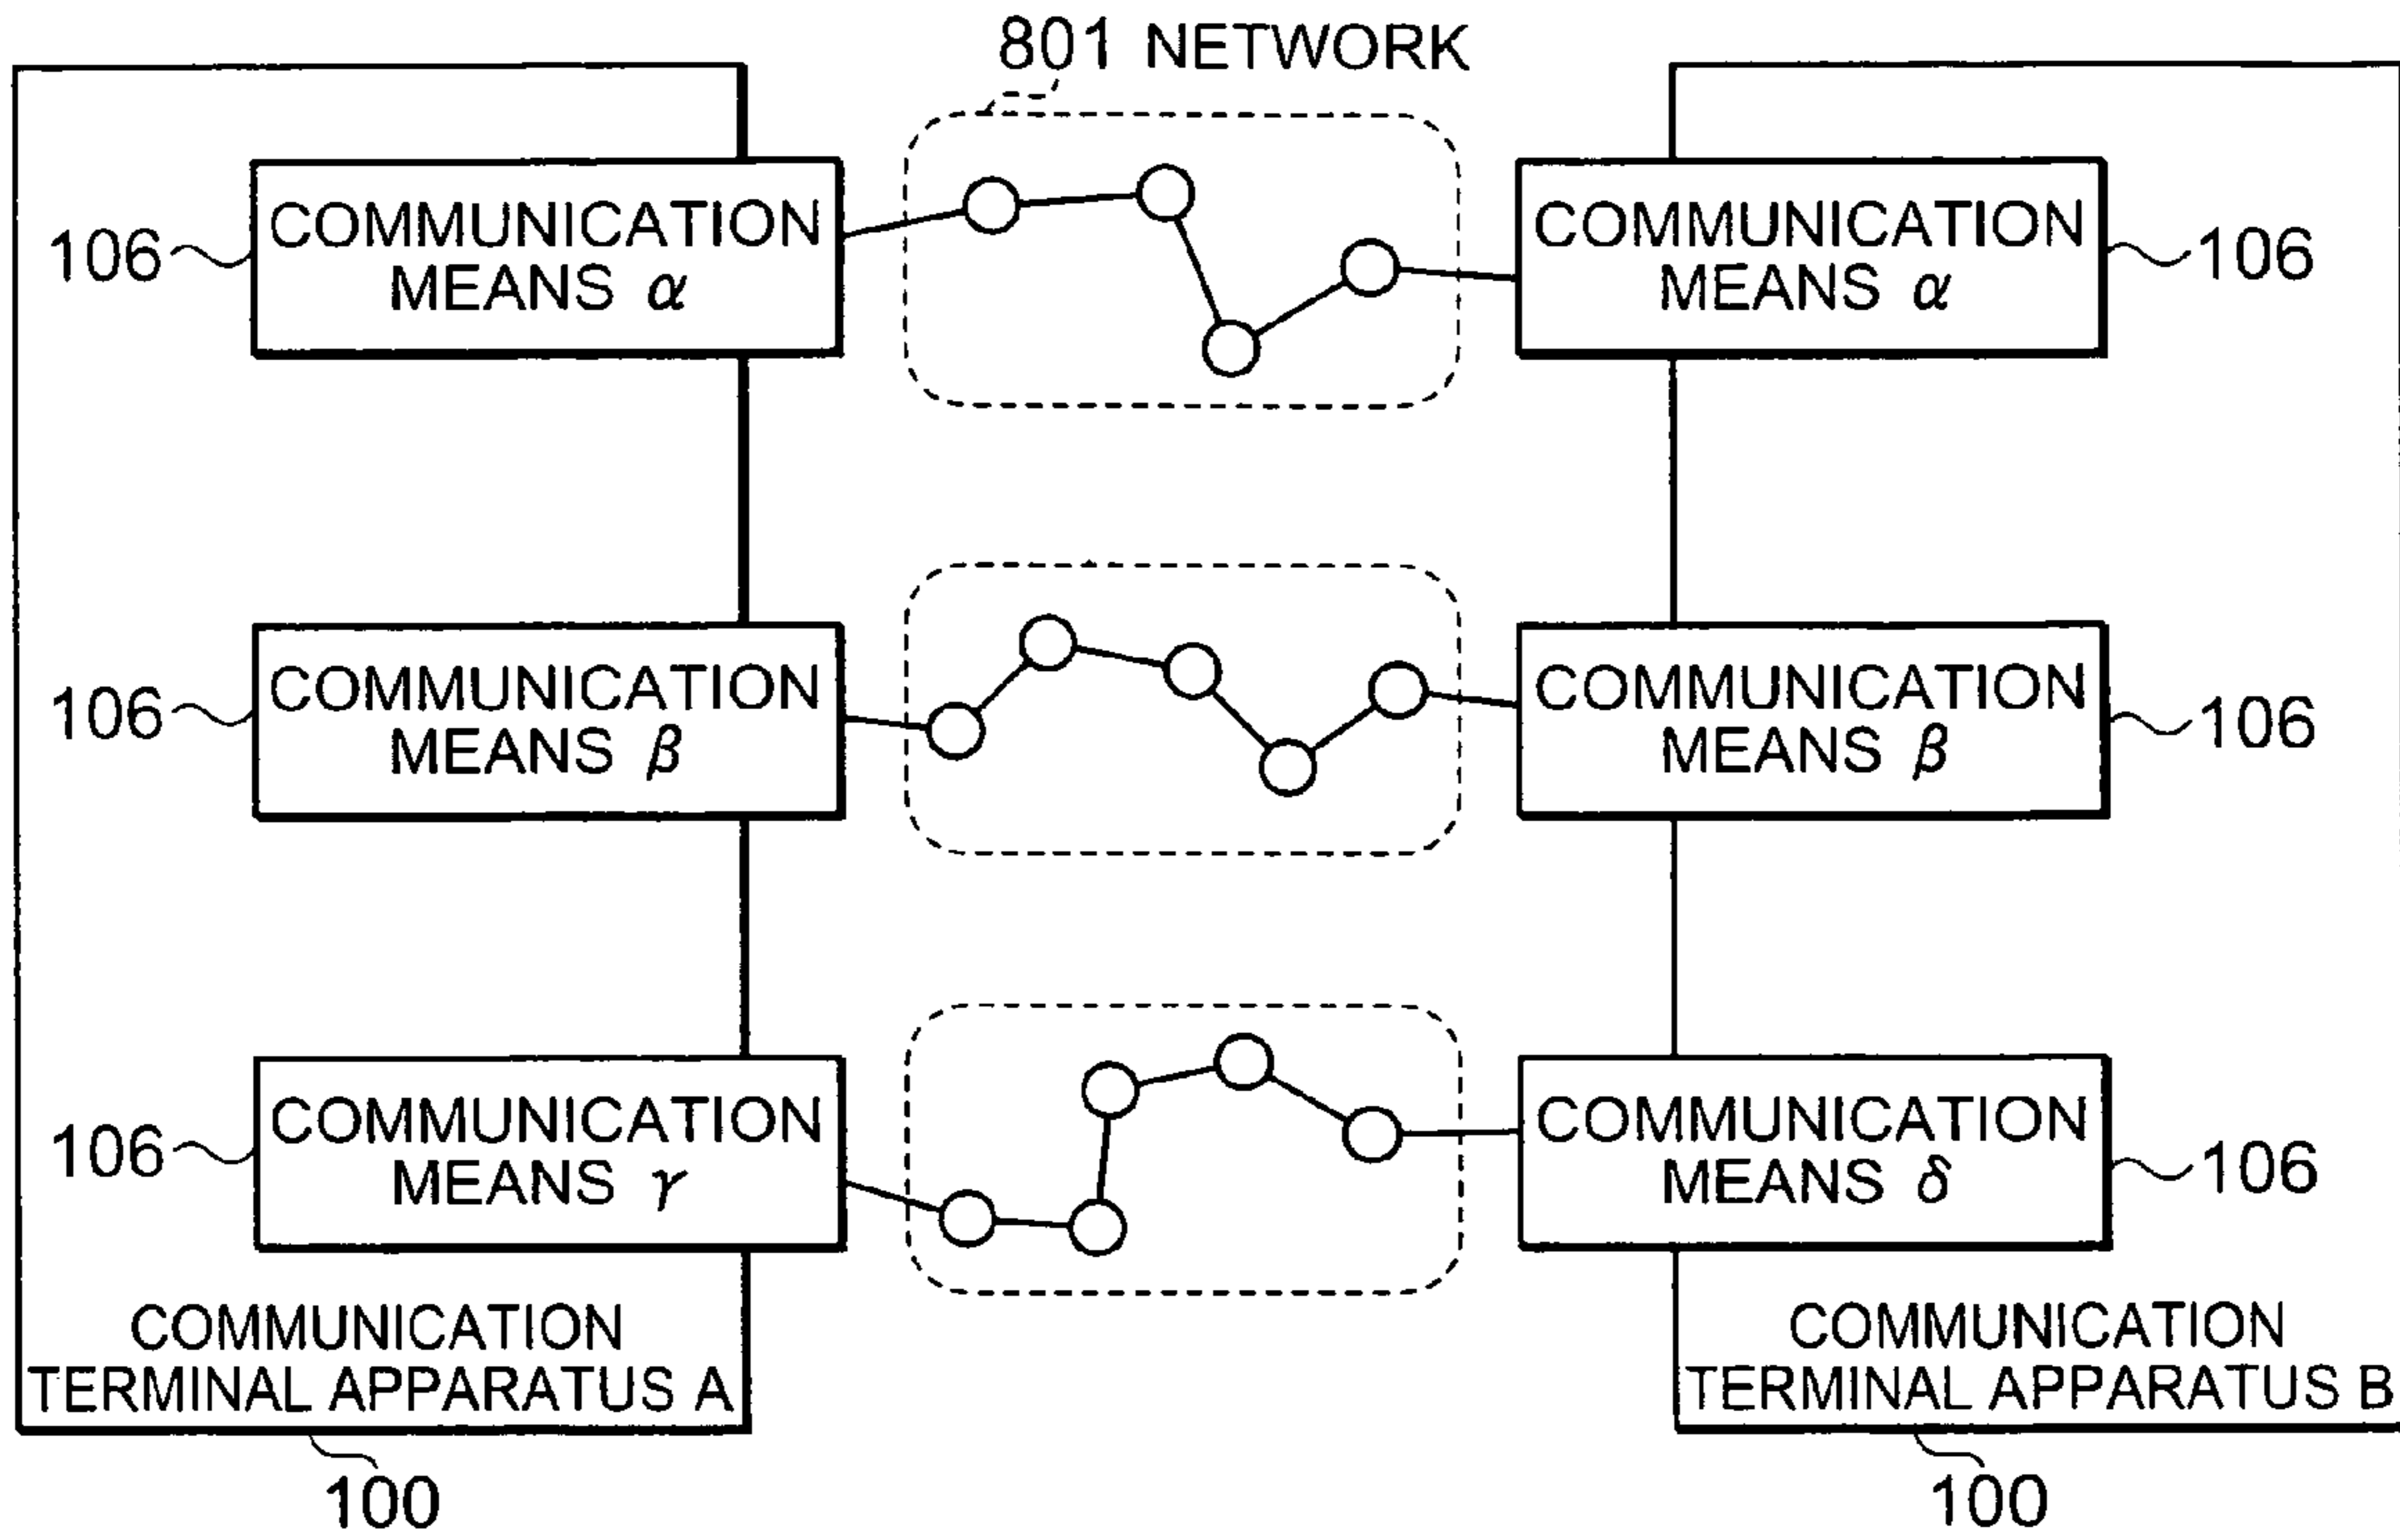 801 NETWORK
COMMUNICATION
MEANS α
106
COMMUNICATION
MEANS α
106
COMMUNICATION
MEANS β
106
COMMUNICATION
MEANS β
106
COMMUNICATION
MEANS γ
106
COMMUNICATION
MEANS δ
106
COMMUNICATION
TERMINAL APPARATUS A
100
COMMUNICATION
TERMINAL APPARATUS B
100